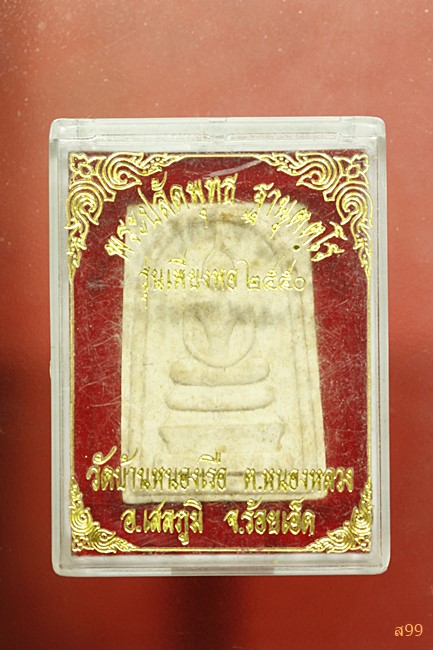 พระปลัดพุทธ ฐานุตฺตโร
รุ่นเพียงพอ ๒๕๕๐
วัดบ้านหนองเรือ ต.หนองหลวง
อ.เสลภูมิ จ.ร้อยเอ็ด
ส99